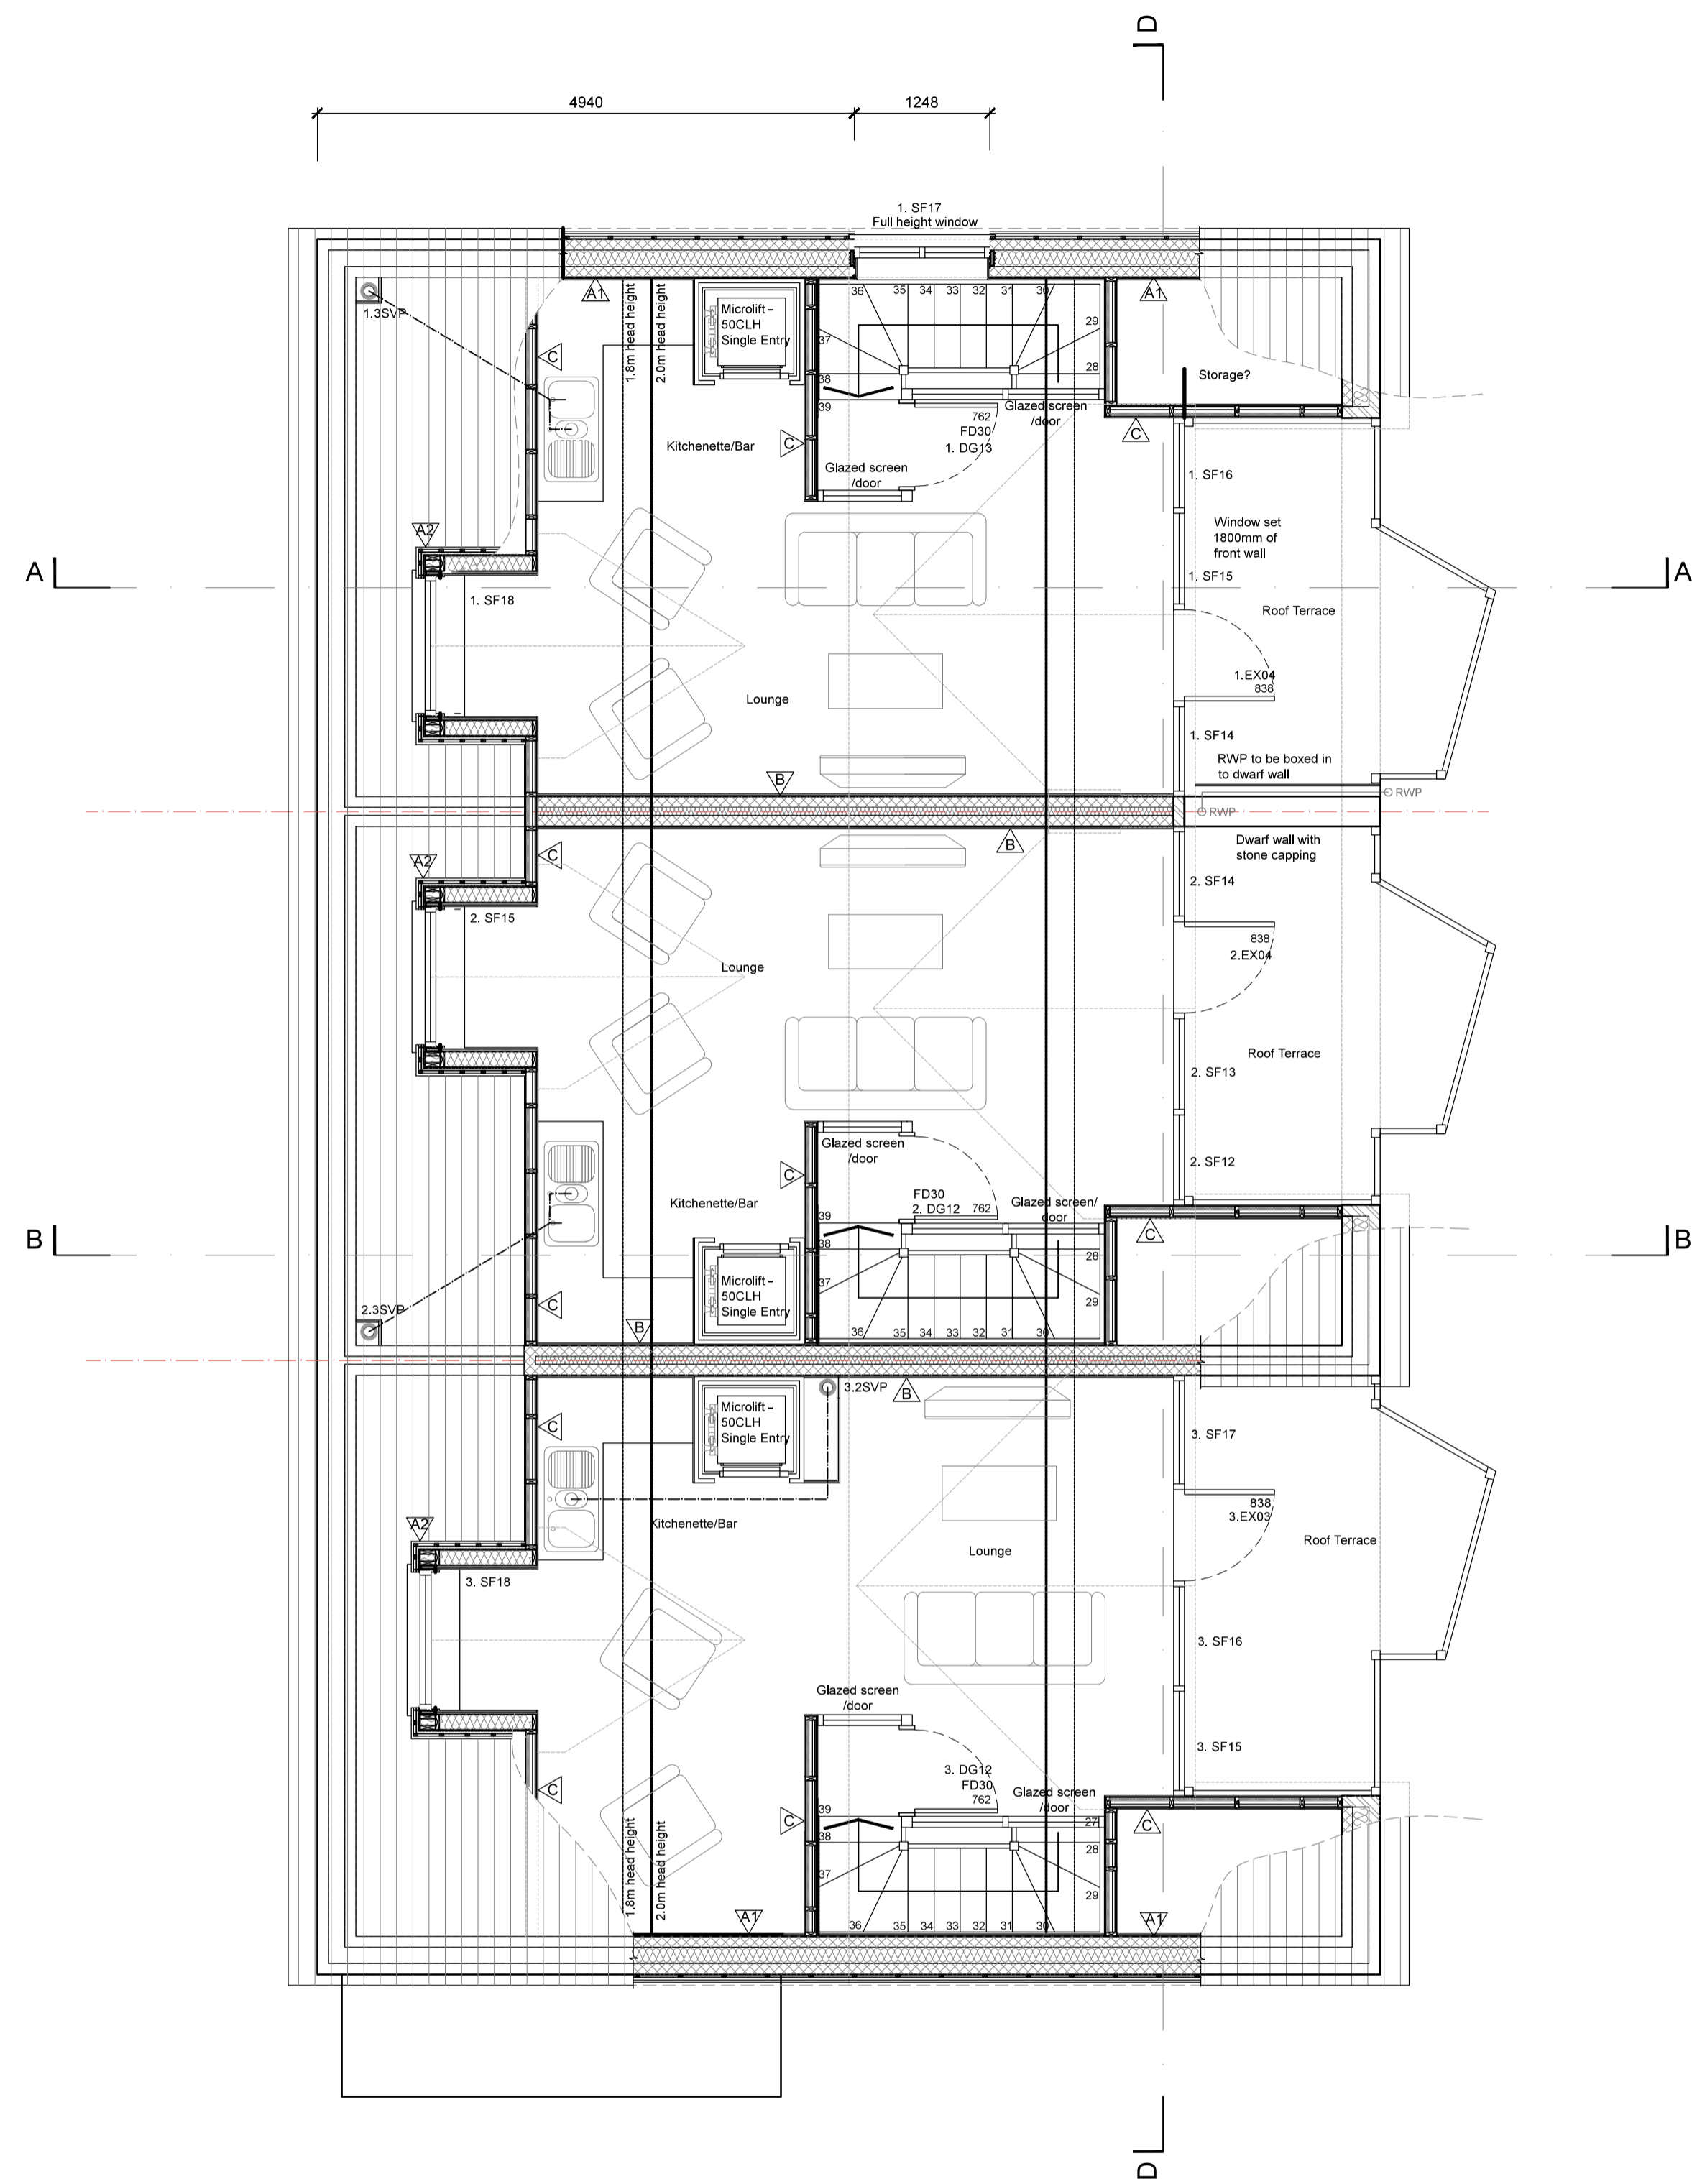 D
4940
1248
1. SF17
Full height window
A1
A1
1.3SVP
1.8m head height
2.0m head height
Microlift -
50CLH
Single Entry
36
35
34
33
32
31
30
29
28
37
38
39
C
Storage?
Kitchenette/Bar
C
Glazed screen
/door
762
FD30
1. DG13
Glazed screen
/door
C
1. SF16
Window set
1800mm of
front wall
A2
A
A
1. SF15
1. SF18
Roof Terrace
1.EX04
838
Lounge
1. SF14
RWP to be boxed in
to dwarf wall
B
RWP
RWP
B
Dwarf wall with
stone capping
C
A2
2. SF14
2. SF15
838
2.EX04
Lounge
Roof Terrace
2. SF13
Glazed screen
/door
C
2. SF12
Kitchenette/Bar
FD30
2. DG12
762
Glazed screen/
door
39
38
37
C
B
B
28
29
Microlift -
50CLH
Single Entry
C
2.3SVP
B
36
35
34
33
32
31
30
3.2SVP
B
Microlift -
50CLH
Single Entry
C
3. SF17
838
3.EX03
Kitchenette/Bar
A2
Roof Terrace
Lounge
3. SF18
3. SF16
Glazed screen
/door
3. SF15
C
3. DG12
FD30
762
Glazed screen
/door
39
38
37
C
27
28
29
C
1.8m head height
2.0m head height
A1
36
35
34
33
32
31
30
A1
D